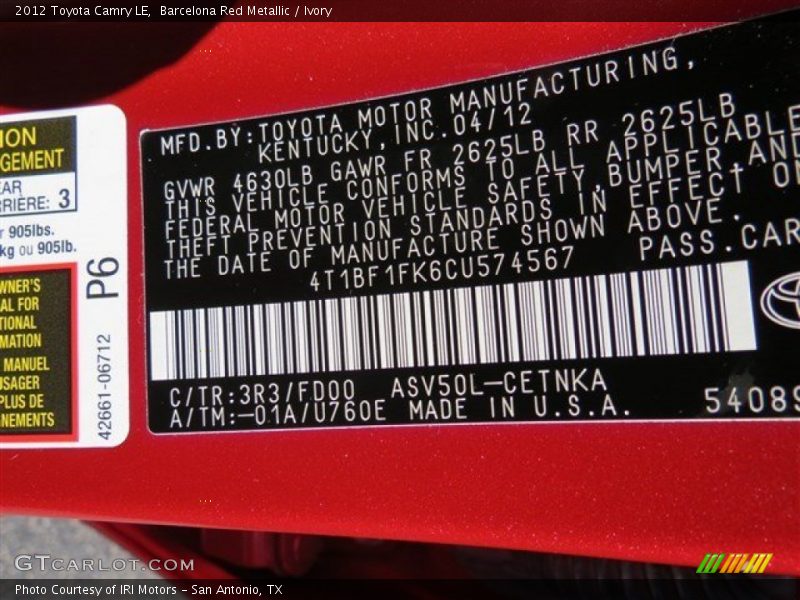 2012 Toyota Camry LE,  Barcelona Red Metallic / Ivory
MFD.BY:TOYOTA MOTOR MANUFACTURING,
KENTUCKY,INC.04/12
GVWR 4630LB GAWR FR 2625LB RR 2625LB
THIS VEHICLE CONFORMS TO ALL APPLICABLE
FEDERAL MOTOR VEHICLE SAFETY,BUMPER,AND
THEFT PREVENTION STANDARDS IN EFFECT ON
THE DATE OF MANUFACTURE SHOWN ABOVE.
4T1BF1FK6CU574567
PASS.CAR
C/TR:3R3/FD00 ASV50L-CETNKA
A/TM:-01A/U760E MADE IN U.S.A.
54089
ION
GEMENT
EAR
RRIÈRE: 3
r 905lbs.
kg ou 905lb.
WNER'S
AL FOR
TIONAL
MATION
MANUEL
USAGER
PLUS DE
NEMENTS
P6
42661-06712
GTCARLOT.COM
Photo Courtesy of IRI Motors – San Antonio, TX